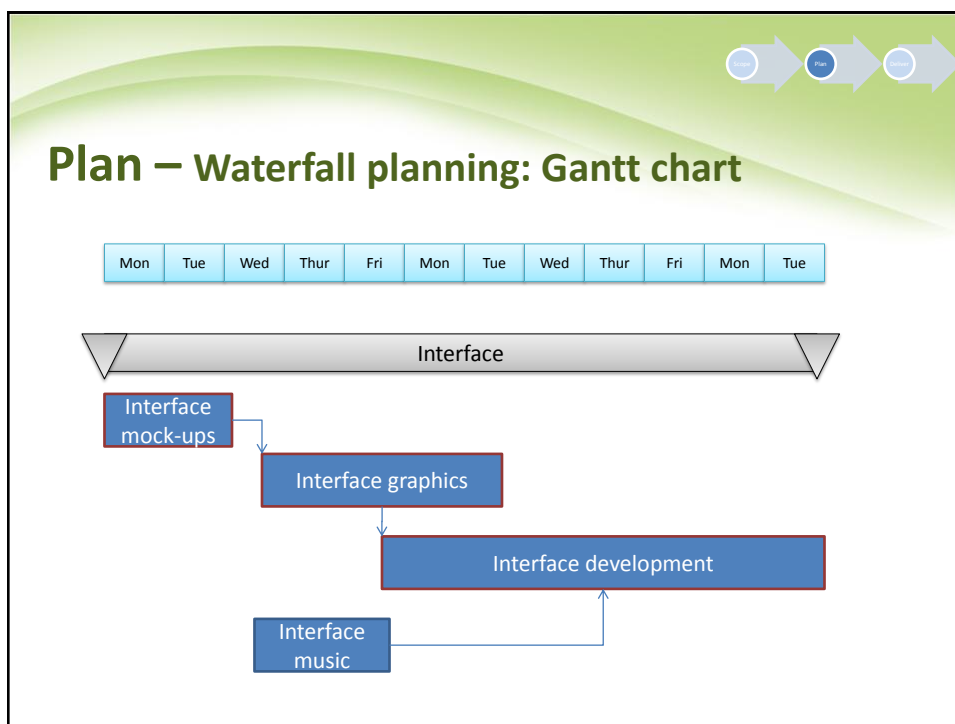 Scope Plan Deliver
Plan – Waterfall planning: Gantt chart
Mon Tue Wed Thur Fri Mon Tue Wed Thur Fri Mon Tue
Interface
Interface
mock-ups
Interface graphics
Interface development
Interface
music